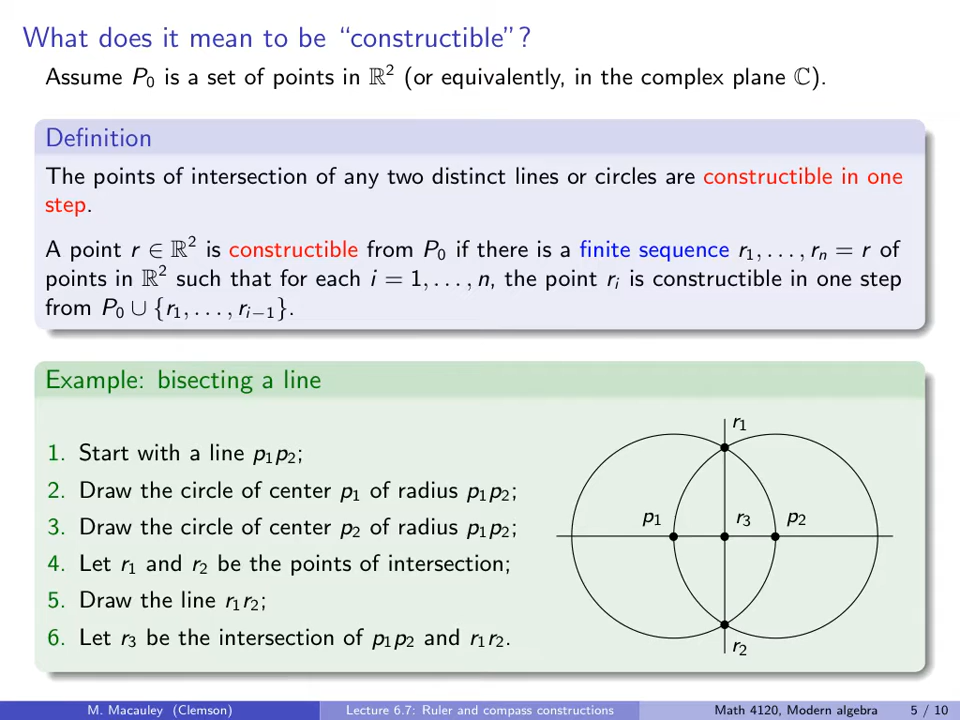 What does it mean to be “constructible”?
Assume P₀ is a set of points in ℝ² (or equivalently, in the complex plane ℂ).
Definition
The points of intersection of any two distinct lines or circles are constructible in one
step.
A point r ∈ ℝ² is constructible from P₀ if there is a finite sequence r₁, . . . , rₙ = r of
points in ℝ² such that for each i = 1, . . . , n, the point rᵢ is constructible in one step
from P₀ ∪ {r₁, . . . , rᵢ₋₁}.
Example: bisecting a line
1. Start with a line p₁p₂;
2. Draw the circle of center p₁ of radius p₁p₂;
3. Draw the circle of center p₂ of radius p₁p₂;
4. Let r₁ and r₂ be the points of intersection;
5. Draw the line r₁r₂;
6. Let r₃ be the intersection of p₁p₂ and r₁r₂.
r₁
p₁ r₃ p₂
r₂
M. Macauley (Clemson) Lecture 6.7: Ruler and compass constructions Math 4120, Modern algebra 5 / 10